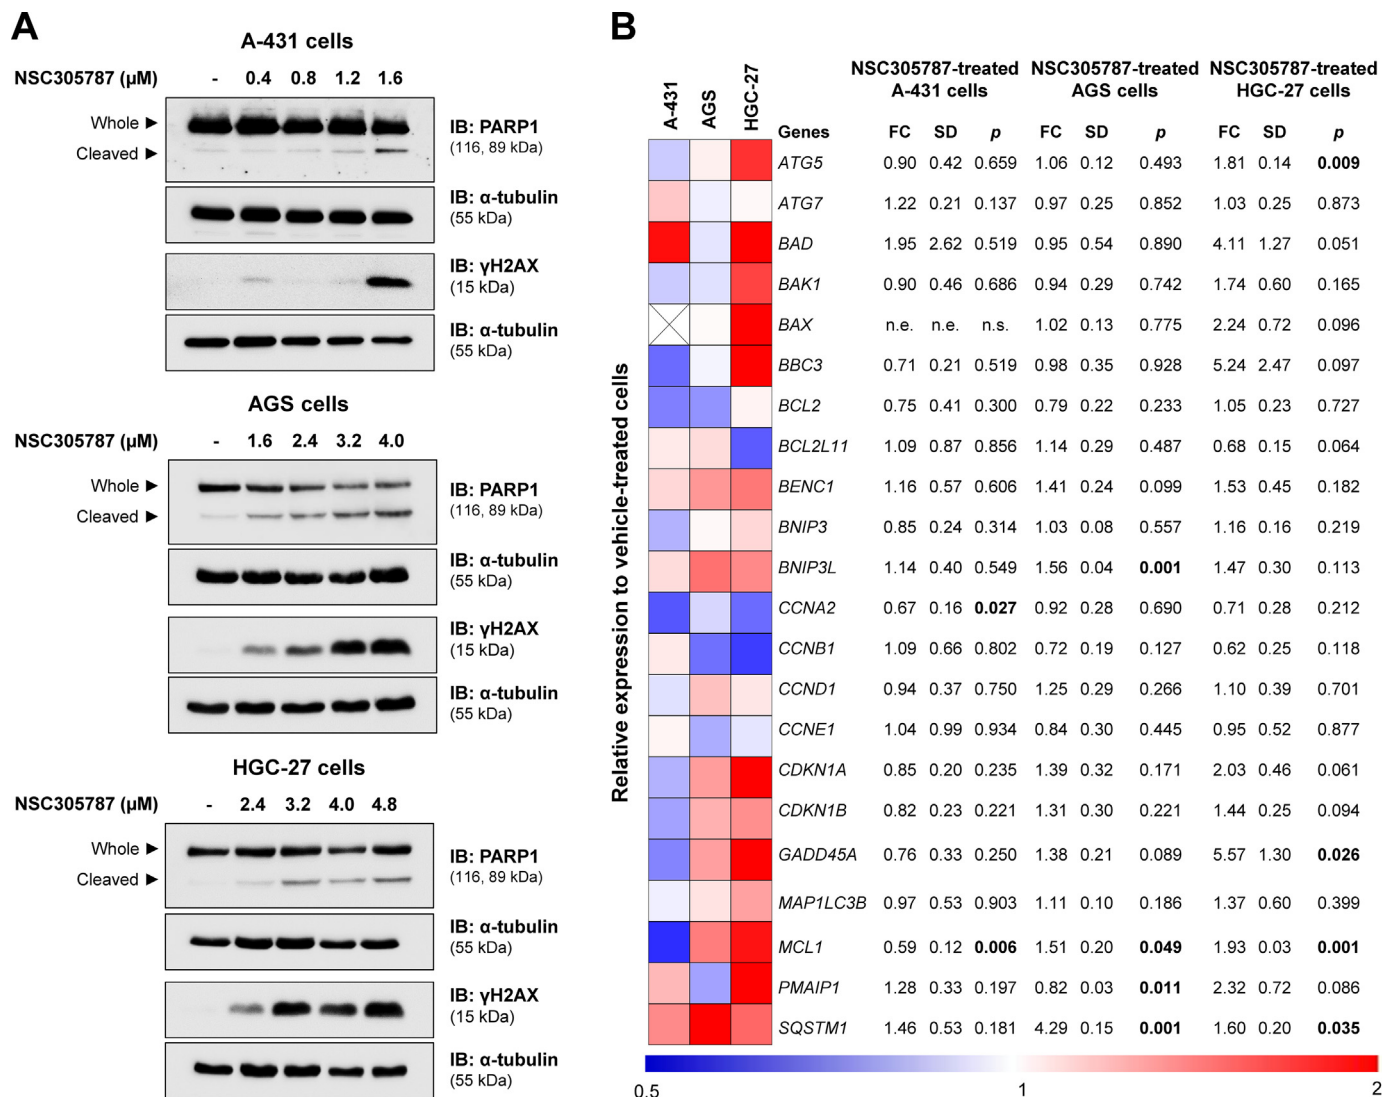 A
A-431 cells
NSC305787 (µM) - 0.4 0.8 1.2 1.6
Whole ►
Cleaved ►
IB: PARP1
(116, 89 kDa)
IB: α-tubulin
(55 kDa)
IB: γH2AX
(15 kDa)
IB: α-tubulin
(55 kDa)
AGS cells
NSC305787 (µM) - 1.6 2.4 3.2 4.0
Whole ►
Cleaved ►
IB: PARP1
(116, 89 kDa)
IB: α-tubulin
(55 kDa)
IB: γH2AX
(15 kDa)
IB: α-tubulin
(55 kDa)
HGC-27 cells
NSC305787 (µM) - 2.4 3.2 4.0 4.8
Whole ►
Cleaved ►
IB: PARP1
(116, 89 kDa)
IB: α-tubulin
(55 kDa)
IB: γH2AX
(15 kDa)
IB: α-tubulin
(55 kDa)
B
Relative expression to vehicle-treated cells
A-431 AGS HGC-27
NSC305787-treated NSC305787-treated NSC305787-treated
A-431 cells AGS cells HGC-27 cells
Genes FC SD p FC SD p FC SD p
ATG5 0.90 0.42 0.659 1.06 0.12 0.493 1.81 0.14 0.009
ATG7 1.22 0.21 0.137 0.97 0.25 0.852 1.03 0.25 0.873
BAD 1.95 2.62 0.519 0.95 0.54 0.890 4.11 1.27 0.051
BAK1 0.90 0.46 0.686 0.94 0.29 0.742 1.74 0.60 0.165
BAX n.e. n.e. n.s. 1.02 0.13 0.775 2.24 0.72 0.096
BBC3 0.71 0.21 0.519 0.98 0.35 0.928 5.24 2.47 0.097
BCL2 0.75 0.41 0.300 0.79 0.22 0.233 1.05 0.23 0.727
BCL2L11 1.09 0.87 0.856 1.14 0.29 0.487 0.68 0.15 0.064
BENC1 1.16 0.57 0.606 1.41 0.24 0.099 1.53 0.45 0.182
BNIP3 0.85 0.24 0.314 1.03 0.08 0.557 1.16 0.16 0.219
BNIP3L 1.14 0.40 0.549 1.56 0.04 0.001 1.47 0.30 0.113
CCNA2 0.67 0.16 0.027 0.92 0.28 0.690 0.71 0.28 0.212
CCNB1 1.09 0.66 0.802 0.72 0.19 0.127 0.62 0.25 0.118
CCND1 0.94 0.37 0.750 1.25 0.29 0.266 1.10 0.39 0.701
CCNE1 1.04 0.99 0.934 0.84 0.30 0.445 0.95 0.52 0.877
CDKN1A 0.85 0.20 0.235 1.39 0.32 0.171 2.03 0.46 0.061
CDKN1B 0.82 0.23 0.221 1.31 0.30 0.221 1.44 0.25 0.094
GADD45A 0.76 0.33 0.250 1.38 0.21 0.089 5.57 1.30 0.026
MAP1LC3B 0.97 0.53 0.903 1.11 0.10 0.186 1.37 0.60 0.399
MCL1 0.59 0.12 0.006 1.51 0.20 0.049 1.93 0.03 0.001
PMAIP1 1.28 0.33 0.197 0.82 0.03 0.011 2.32 0.72 0.086
SQSTM1 1.46 0.53 0.181 4.29 0.15 0.001 1.60 0.20 0.035
0.5 1 2